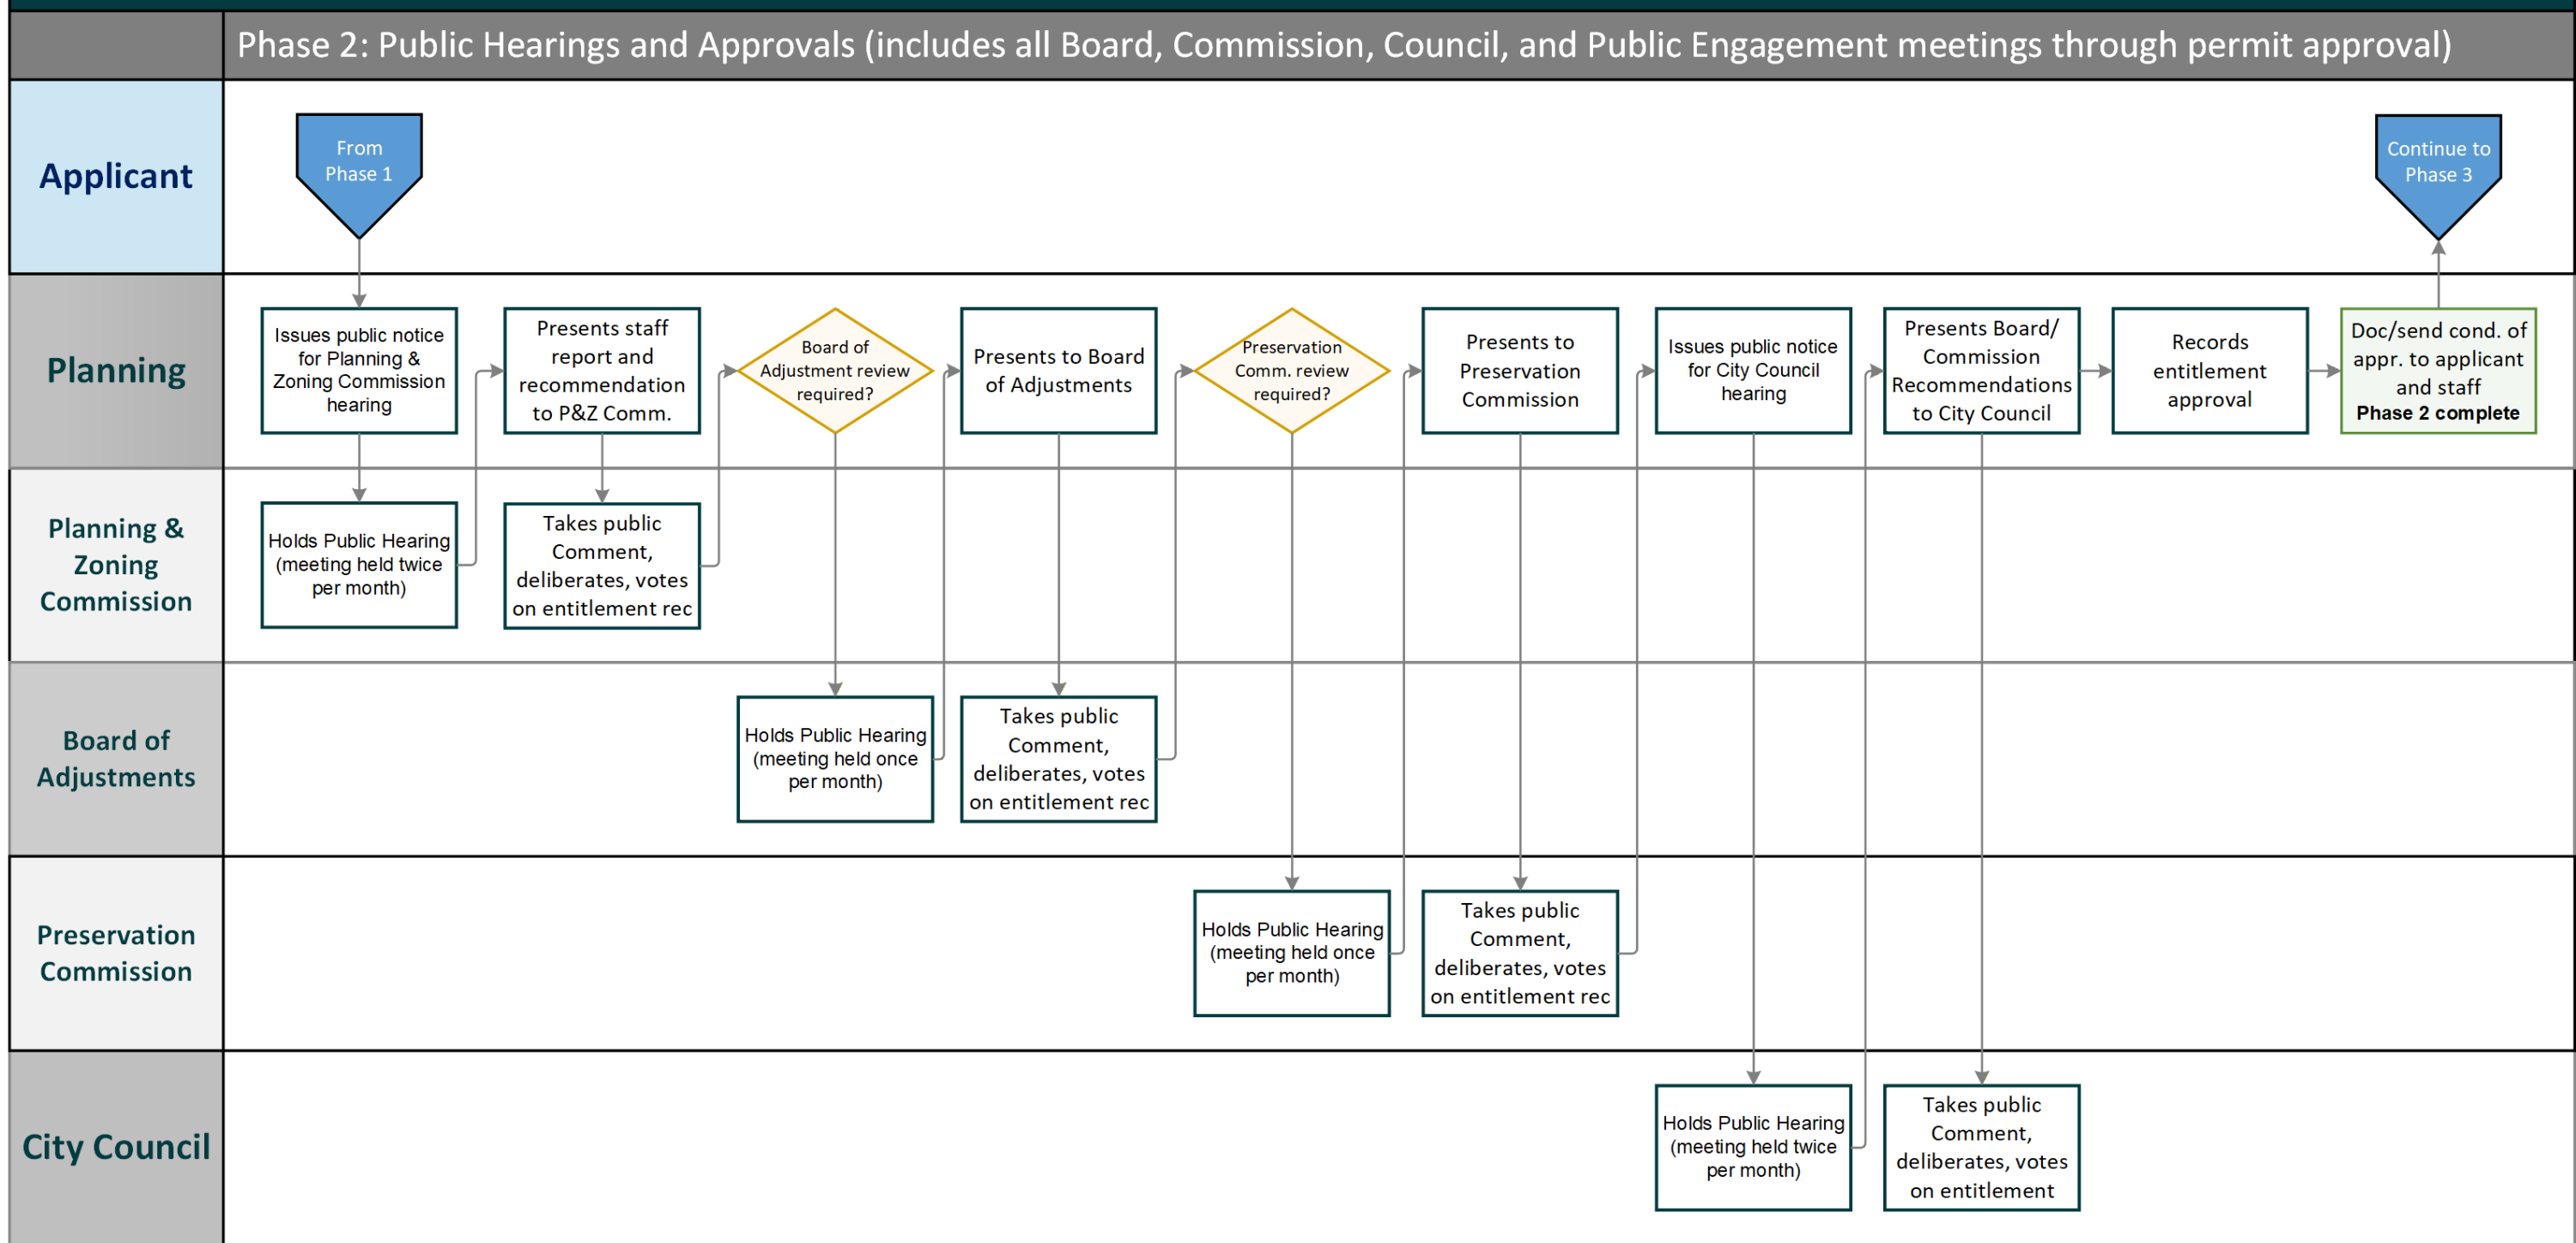 Phase 2: Public Hearings and Approvals (includes all Board, Commission, Council, and Public Engagement meetings through permit approval)
Applicant
From
Phase 1
Continue to
Phase 3
Planning
Issues public notice
for Planning &
Zoning Commission
hearing
Presents staff
report and
recommendation
to P&Z Comm.
Board of
Adjustment review
required?
Presents to Board
of Adjustments
Preservation
Comm. review
required?
Presents to
Preservation
Commission
Issues public notice
for City Council
hearing
Presents Board/
Commission
Recommendations
to City Council
Records
entitlement
approval
Doc/send cond. of
appr. to applicant
and staff
Phase 2 complete
Planning &
Zoning
Commission
Holds Public Hearing
(meeting held twice
per month)
Takes public
Comment,
deliberates, votes
on entitlement rec
Board of
Adjustments
Holds Public Hearing
(meeting held once
per month)
Takes public
Comment,
deliberates, votes
on entitlement rec
Preservation
Commission
Holds Public Hearing
(meeting held once
per month)
Takes public
Comment,
deliberates, votes
on entitlement rec
City Council
Holds Public Hearing
(meeting held twice
per month)
Takes public
Comment,
deliberates, votes
on entitlement